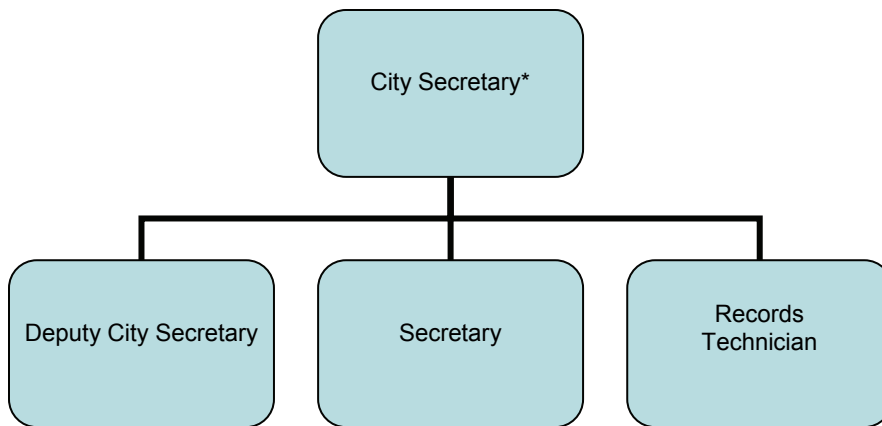 City Secretary*
Deputy City Secretary
Secretary
Records
Technician